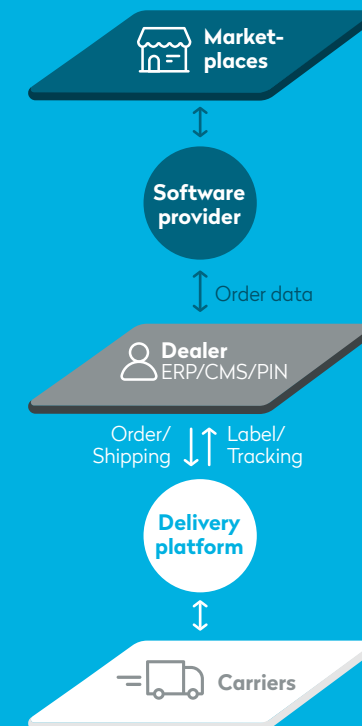 Market-
places
Software
provider
Order data
Dealer
ERP/CMS/PIN
Order/
Shipping
Label/
Tracking
Delivery
platform
Carriers